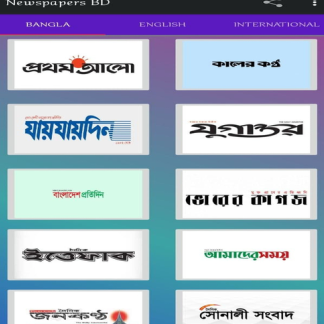 Newspapers BD
BANGLA ENGLISH INTERNATIONAL
প্রথম আলো
কালের কণ্ঠ
যায়যায়দিন
যুগান্তর
বাংলাদেশ প্রতিদিন
ভোরের কাগজ
দৈনিক
ইত্তেফাক
আমাদের সময়
দৈনিক
জনকণ্ঠ
সোনালী সংবাদ